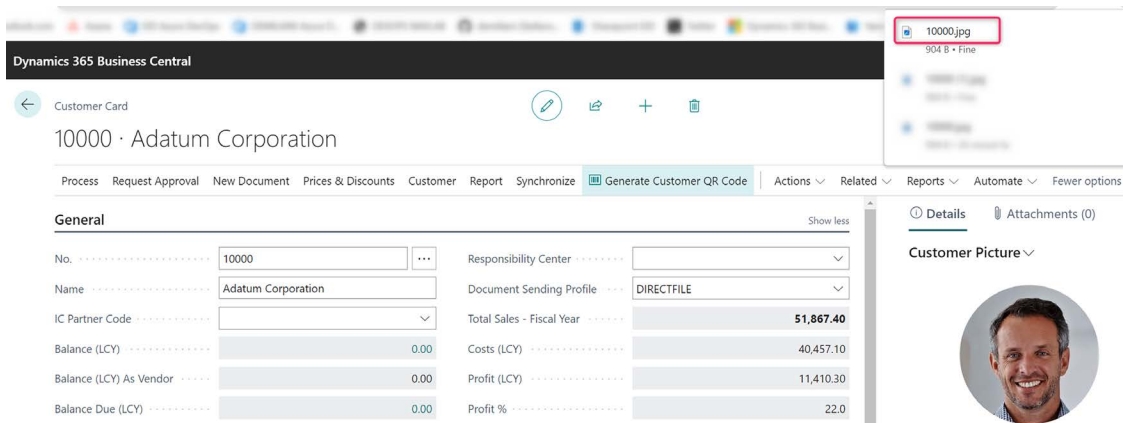 10000.jpg
904 B • Fine
Dynamics 365 Business Central
Customer Card
10000 · Adatum Corporation
Process Request Approval New Document Prices & Discounts Customer Report Synchronize Generate Customer QR Code Actions Related Reports Automate Fewer options
General Show less
Details Attachments (0)
Customer Picture
No. 10000 ... Responsibility Center
Name Adatum Corporation Document Sending Profile DIRECTFILE
IC Partner Code Total Sales - Fiscal Year 51,867.40
Balance (LCY) 0.00 Costs (LCY) 40,457.10
Balance (LCY) As Vendor 0.00 Profit (LCY) 11,410.30
Balance Due (LCY) 0.00 Profit % 22.0